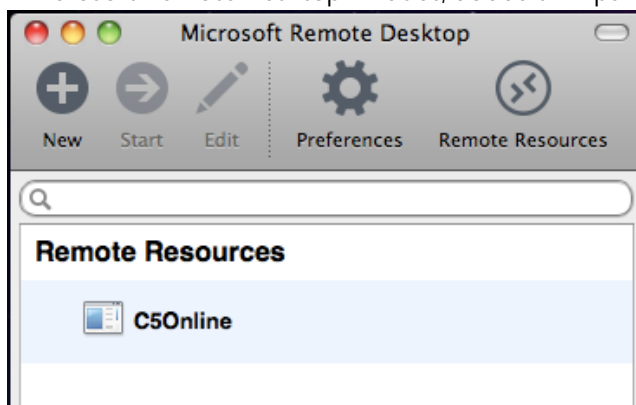 Microsoft Remote Desktop
New Start Edit Preferences Remote Resources
Remote Resources
C5Online